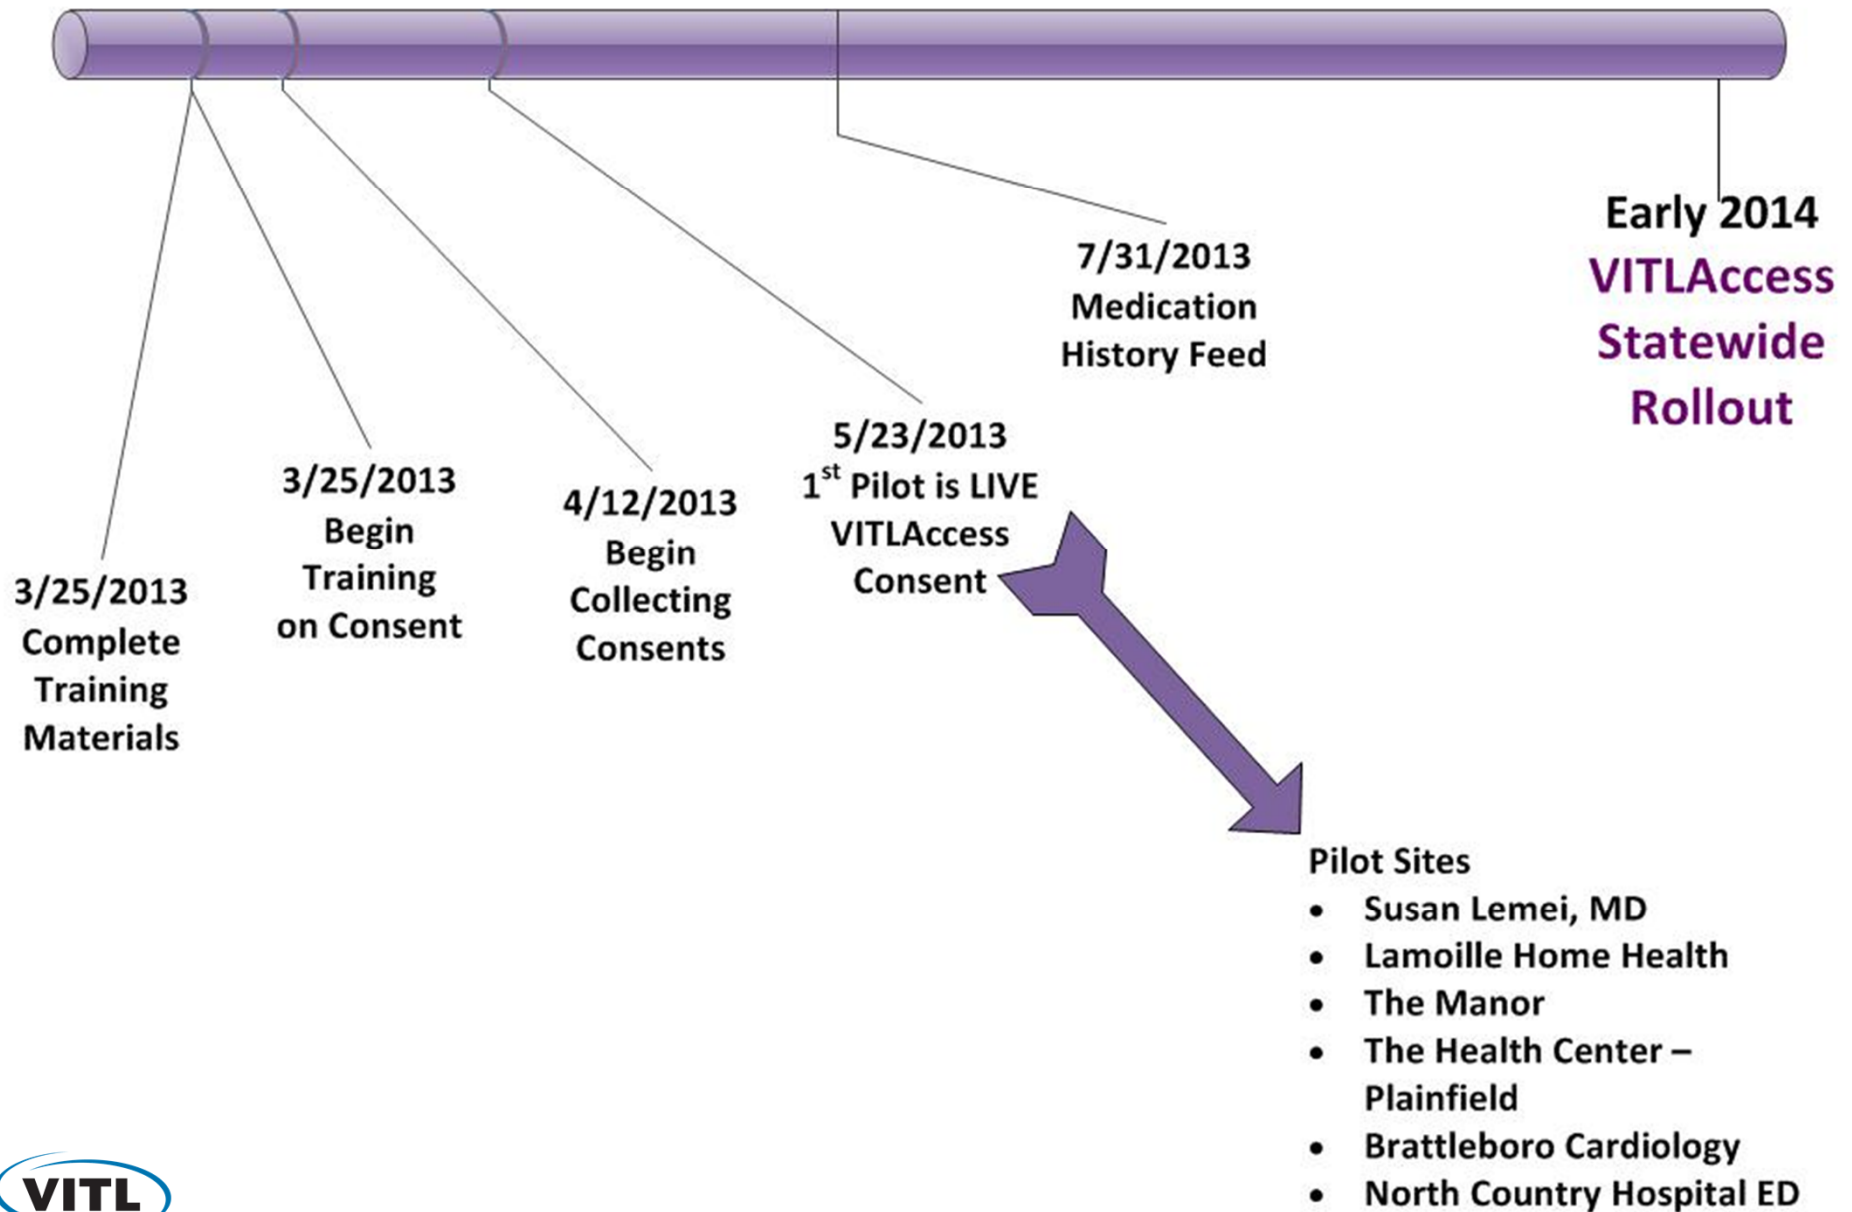 3/25/2013
Complete
Training
Materials
3/25/2013
Begin
Training
on Consent
4/12/2013
Begin
Collecting
Consents
5/23/2013
1st Pilot is LIVE
VITLAccess
Consent
7/31/2013
Medication
History Feed
Early 2014
VITLAccess
Statewide
Rollout
Pilot Sites
• Susan Lemei, MD
• Lamoille Home Health
• The Manor
• The Health Center –
Plainfield
• Brattleboro Cardiology
• North Country Hospital ED
VITL